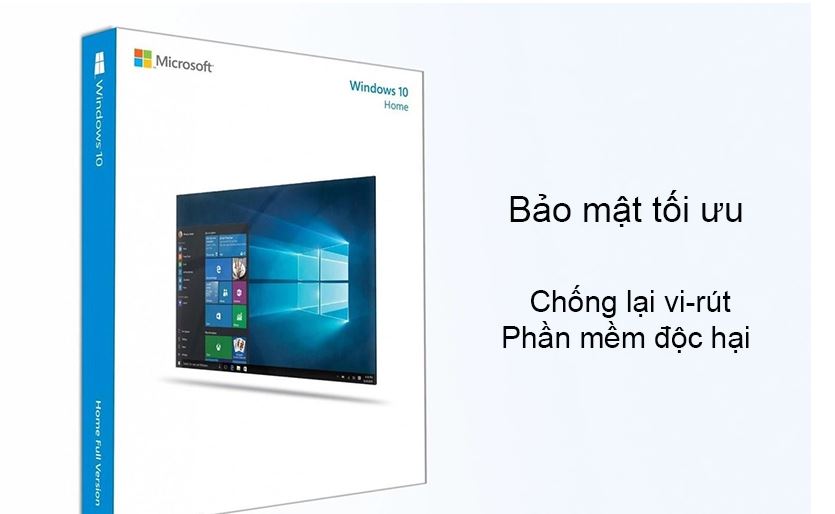 Microsoft
Windows 10
Home
Windows 10
Home Full Version
Bảo mật tối ưu
Chống lại vi-rút
Phần mềm độc hại